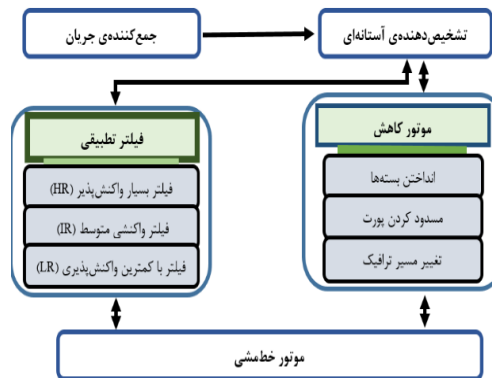 تشخیص‌دهنده‌ی آستانه‌ای
جمع‌کننده‌ی جریان
موتور کاهش
انداختن بسته‌ها
مسدود کردن پورت
تغییر مسیر ترافیک
فیلتر تطبیقی
فیلتر بسیار واکنش‌پذیر (HR)
فیلتر واکنشی متوسط (IR)
فیلتر با کمترین واکنش‌پذیری (LR)
موتور خط‌مشی